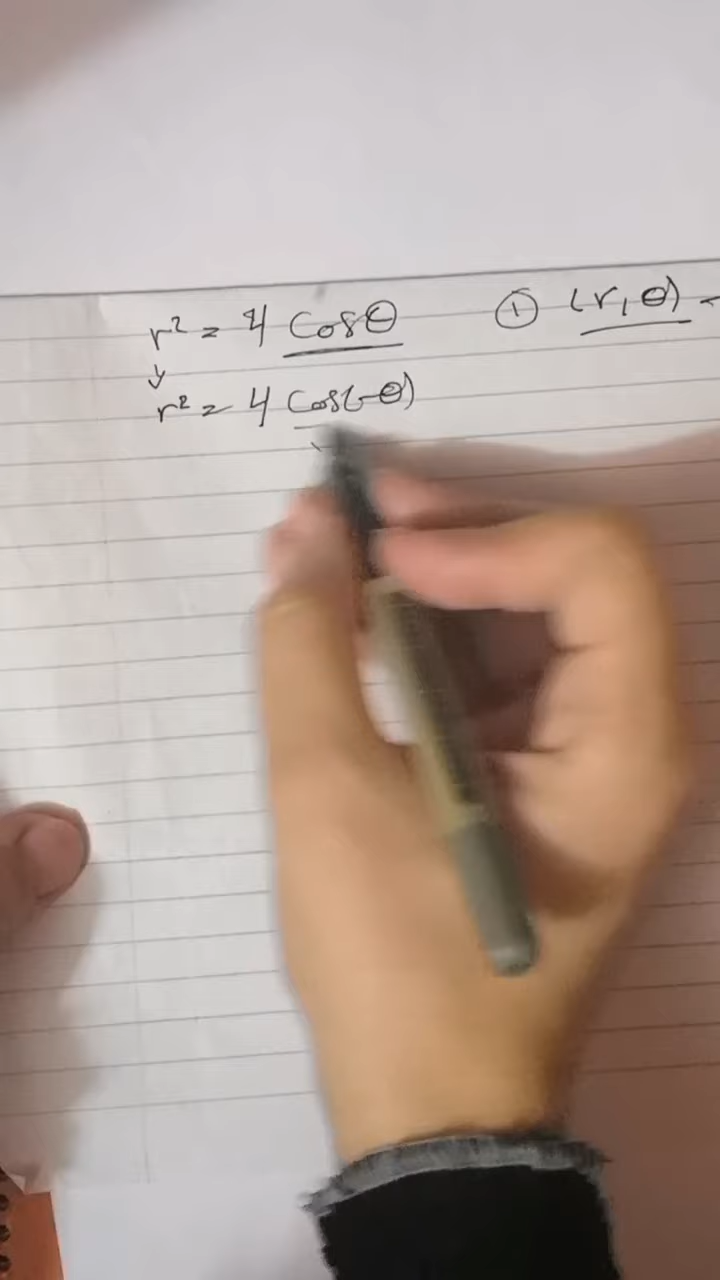 r² = 4 Cosθ ① (r, θ)
↓
r² = 4 Cos(-θ)